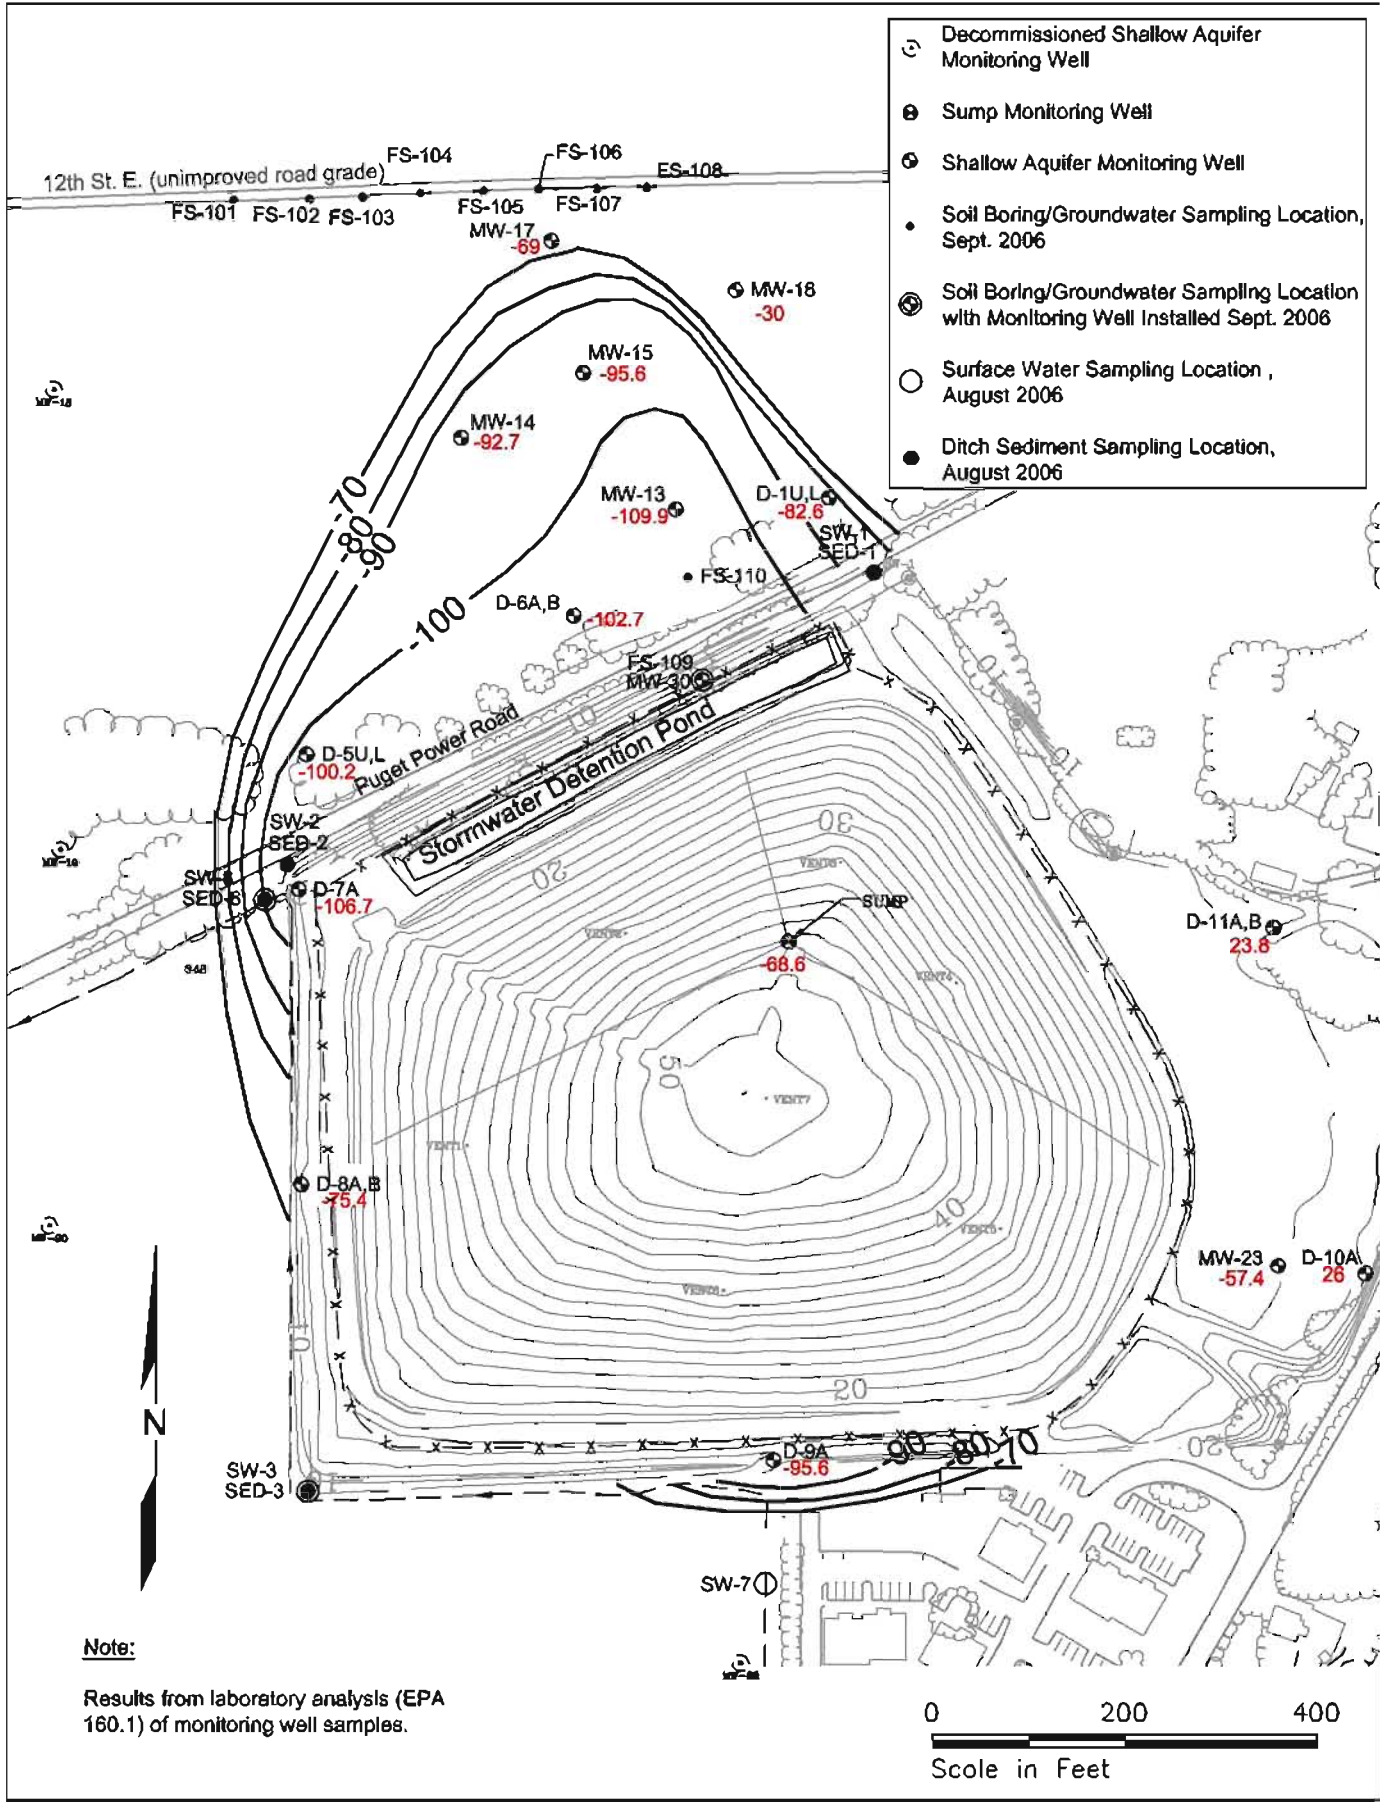 Decommissioned Shallow Aquifer
Monitoring Well
Sump Monitoring Well
Shallow Aquifer Monitoring Well
Soil Boring/Groundwater Sampling Location,
Sept. 2006
Soil Boring/Groundwater Sampling Location
with Monitoring Well Installed Sept. 2006
Surface Water Sampling Location ,
August 2006
Ditch Sediment Sampling Location,
August 2006
12th St. E. (unimproved road grade)
FS-104
FS-106
ES-108
FS-101
FS-102
FS-103
FS-105
FS-107
MW-17
-69
MW-18
-30
MW-15
-95.6
MW-14
-92.7
-70
-80
-90
-100
MW-13
-109.9
D-1U,L
-82.6
SW-1
SED-1
FS-110
D-6A,B
-102.7
FS-109
MW-30
10
10
10
D-5U,L
-100.2
Puget Power Road
Stormwater Detention Pond
SW-2
SED-2
D-7A
-106.7
20
30
SUMP
-68.6
D-11A,B
23.8
50
VENT7
D-8A,B
-75.4
40
MW-23
-57.4
D-10A
26
10
20
20
D-9A
-95.6
-90
-80
-70
SW-3
SED-3
SW-7
N
Note:
Results from laboratory analysis (EPA
160.1) of monitoring well samples.
0 200 400
Scole in Feet